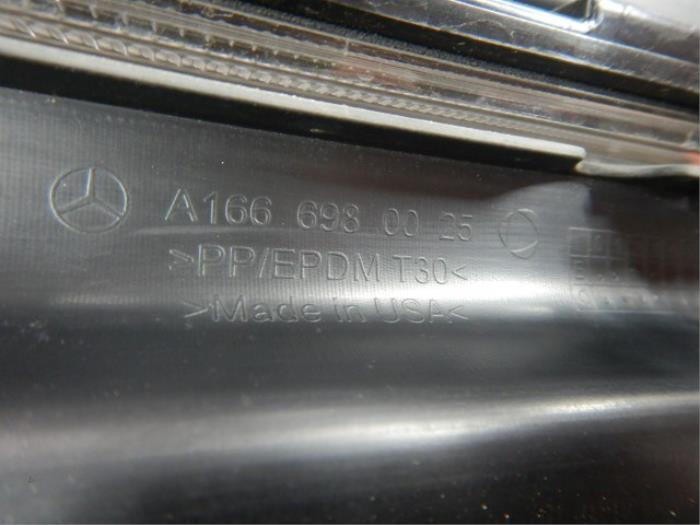 A166 698 00 25
>PP/EPDM T30<
>Made in USA<